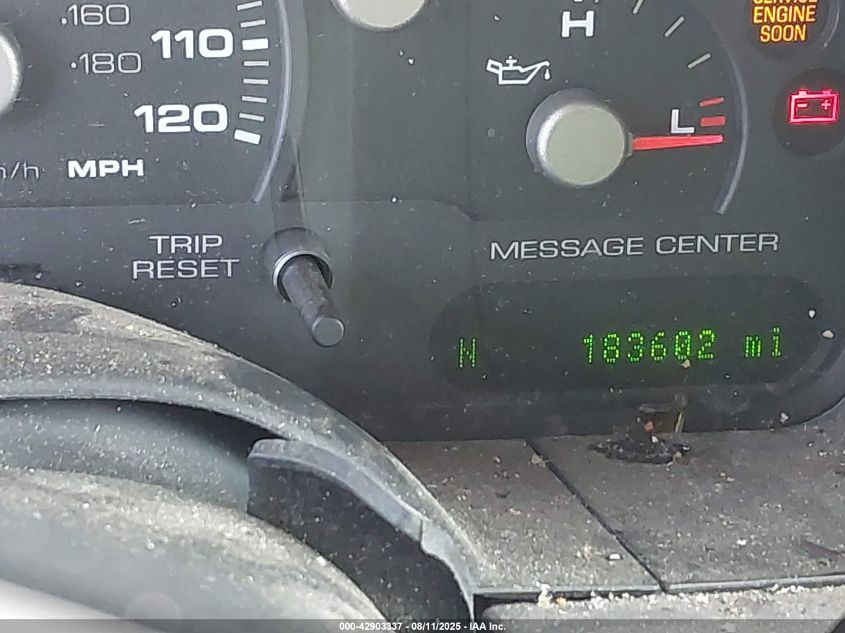 160
110
180
120
/h MPH
H
L
SERVICE
ENGINE
SOON
TRIP
RESET
MESSAGE CENTER
N 183602 mi
000-42903337 - 08/11/2025 - IAA Inc.